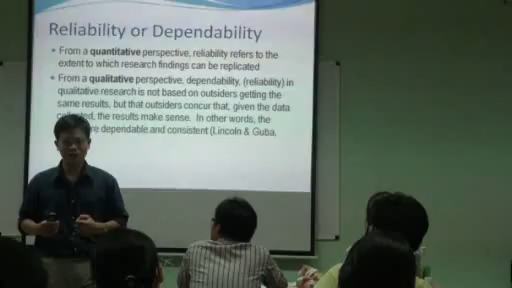 Reliability or Dependability
• From a quantitative perspective, reliability refers to the
extent to which research findings can be replicated
• From a qualitative perspective, dependability, (reliability) in
qualitative research is not based on outsiders getting the
same results, but that outsiders concur that, given the data
the results make sense. In other words, the
dependable and consistent (Lincoln & Guba,